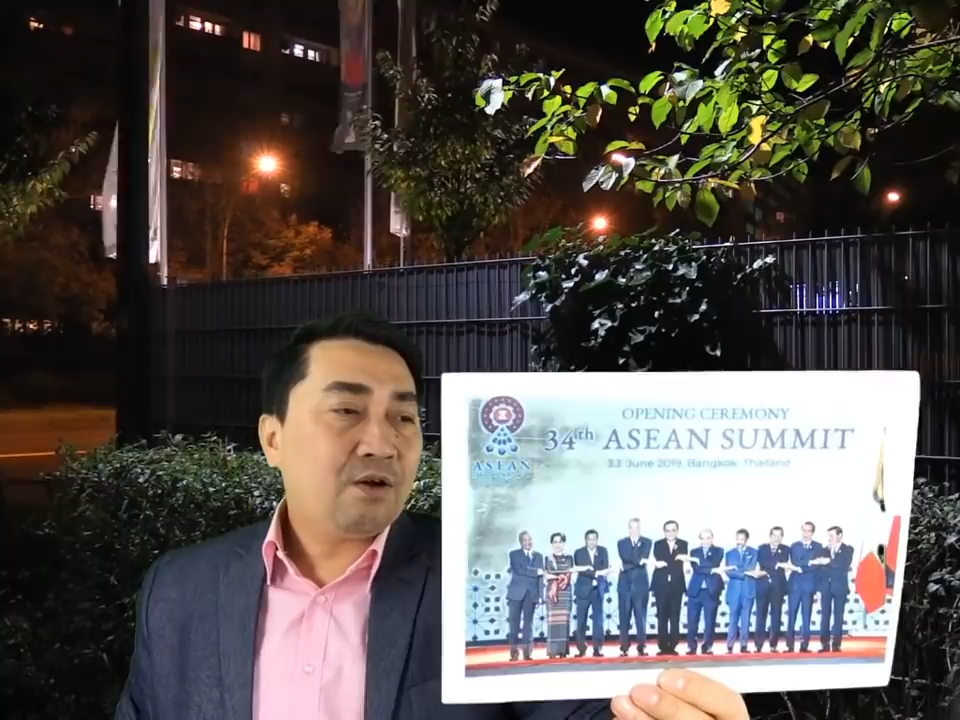 OPENING CEREMONY
34th ASEAN SUMMIT
23 June 2019, Bangkok, Thailand
ASEAN